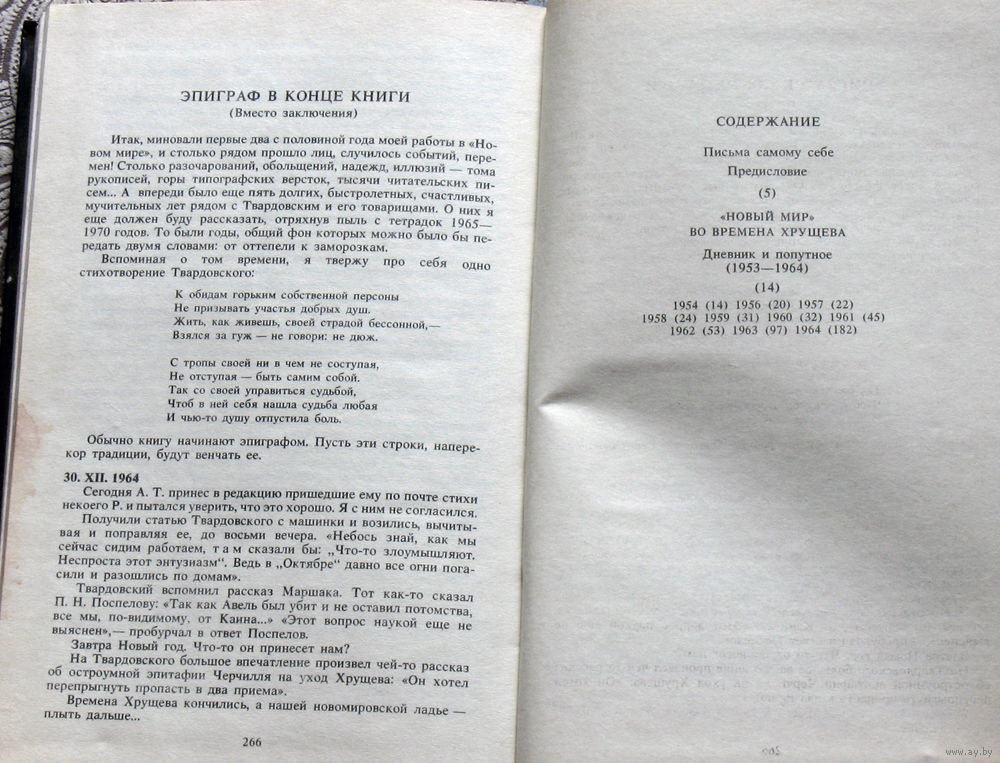 ЭПИГРАФ В КОНЦЕ КНИГИ
(Вместо заключения)
Итак, миновали первые два с половиной года моей работы в «Но-
вом мире», и столько рядом прошло лиц, случилось событий, пере-
мен! Столько разочарований, обольщений, надежд, иллюзий — тома
рукописей, горы типографских версток, тысячи читательских пи-
сем... А впереди было еще пять долгих, быстролетных, счастливых,
мучительных лет рядом с Твардовским и его товарищами. О них я
еще должен буду рассказать, отряхнув пыль с тетрадок 1965—
1970 годов. То были годы, общий фон которых можно было бы пе-
редать двумя словами: от оттепели к заморозкам.
Вспоминая о том времени, я твержу про себя одно
стихотворение Твардовского:
К обидам горьким собственной персоны
Не призывать участья добрых душ.
Жить, как живешь, своей страдой бессонной,—
Взялся за гуж — не говори: не дюж.
С тропы своей ни в чем не соступая,
Не отступая — быть самим собой.
Так со своей управиться судьбой,
Чтоб в ней себя нашла судьба любая
И чью-то душу отпустила боль.
Обычно книгу начинают эпиграфом. Пусть эти строки, напере-
кор традиции, будут венчать ее.
30. XII. 1964
Сегодня А. Т. принес в редакцию пришедшие ему по почте стихи
некоего Р. и пытался уверить, что это хорошо. Я с ним не согласился.
Получили статью Твардовского с машинки и возились, вычиты-
вая и поправляя ее, до восьми вечера. «Небось знай, как мы
сейчас сидим работаем, там сказали бы: „Что-то злоумышляют.
Неспроста этот энтузиазм“. Ведь в „Октябре“ давно все огни пога-
сили и разошлись по домам».
Твардовский вспомнил рассказ Маршака. Тот как-то сказал
П. Н. Поспелову: «Так как Авель был убит и не оставил потомства,
все мы, по-видимому. от Каина...» «Этот вопрос наукой еще не
выяснен»,— пробурчал в ответ Поспелов.
Завтра Новый год. Что-то он принесет нам?
На Твардовского большое впечатление произвел чей-то рассказ
об остроумной эпитафии Черчилля на уход Хрущева: «Он хотел
перепрыгнуть пропасть в два приема».
Времена Хрущева кончились, а нашей новомировской ладье —
плыть дальше...
266
СОДЕРЖАНИЕ
Письма самому себе
Предисловие
(5)
«НОВЫЙ МИР»
ВО ВРЕМЕНА ХРУЩЕВА
Дневник и попутное
(1953—1964)
(14)
1954 (14) 1956 (20) 1957 (22)
1958 (24) 1959 (31) 1960 (32) 1961 (45)
1962 (53) 1963 (97) 1964 (182)
www.ay.by